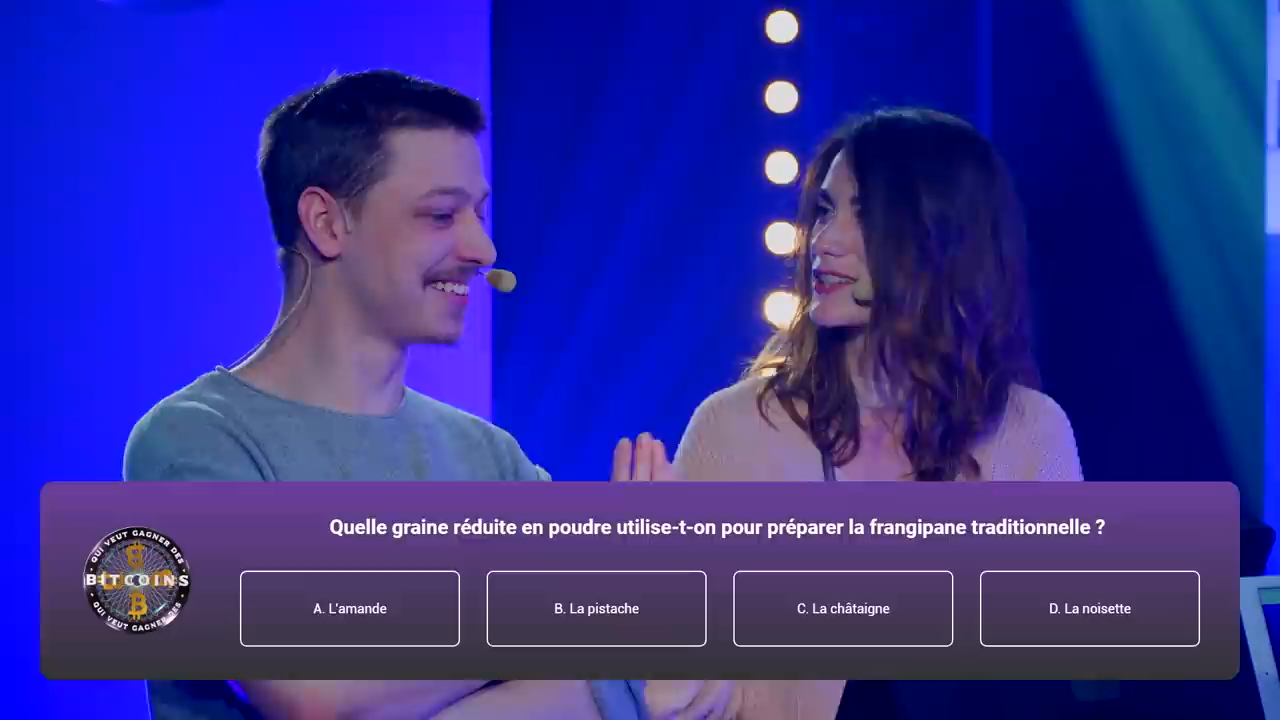 Quelle graine réduite en poudre utilise-t-on pour préparer la frangipane traditionnelle ?
QUI VEUT GAGNER DES
BITCOINS
QUI VEUT GAGNER DES
A. L'amande
B. La pistache
C. La châtaigne
D. La noisette